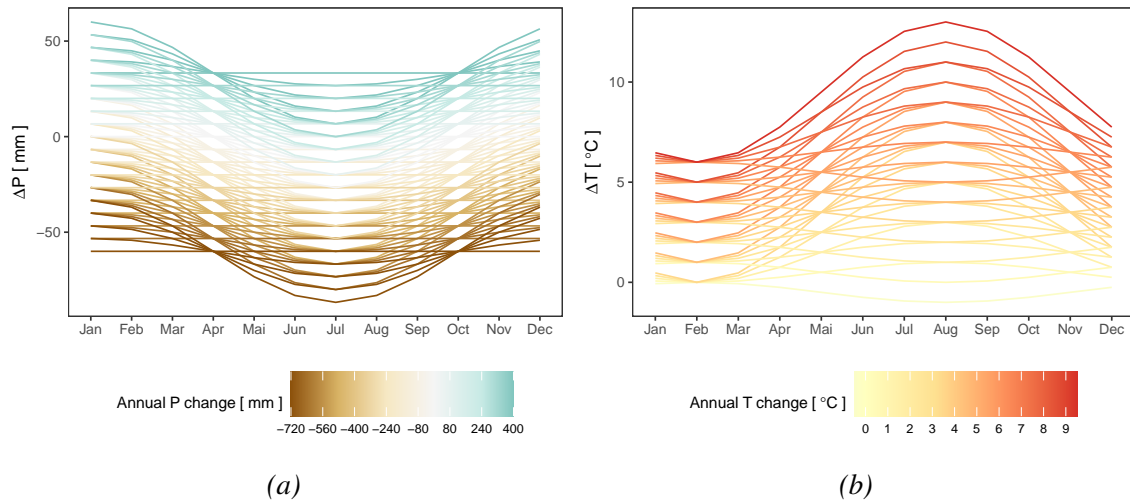 50
0
−50
ΔP [ mm ]
Jan Feb Mar Apr Mai Jun Jul Aug Sep Oct Nov Dec
Annual P change [ mm ]
−720 −560 −400 −240 −80 80 240 400
(a)
10
5
0
ΔT [ °C ]
Jan Feb Mar Apr Mai Jun Jul Aug Sep Oct Nov Dec
Annual T change [ °C ]
0 1 2 3 4 5 6 7 8 9
(b)